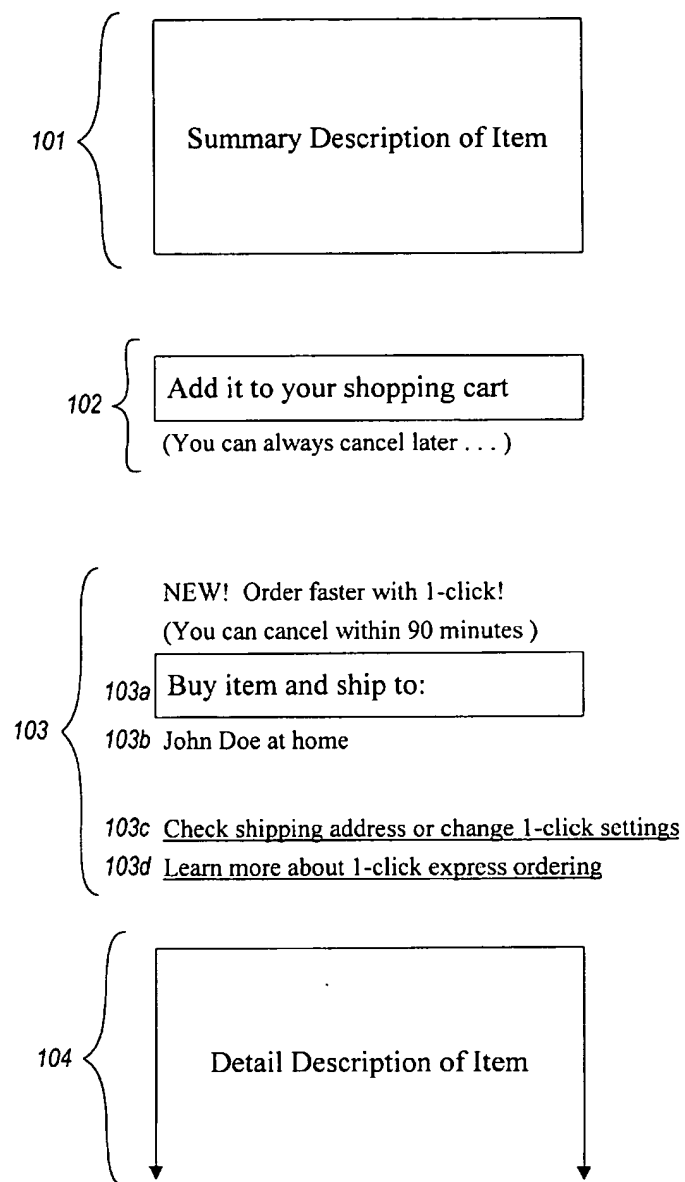 101 Summary Description of Item
Add it to your shopping cart
102
(You can always cancel later . . . )
NEW! Order faster with 1-click!
(You can cancel within 90 minutes )
103a Buy item and ship to:
103
103b John Doe at home
103c Check shipping address or change 1-click settings
103d Learn more about 1-click express ordering
104 Detail Description of Item